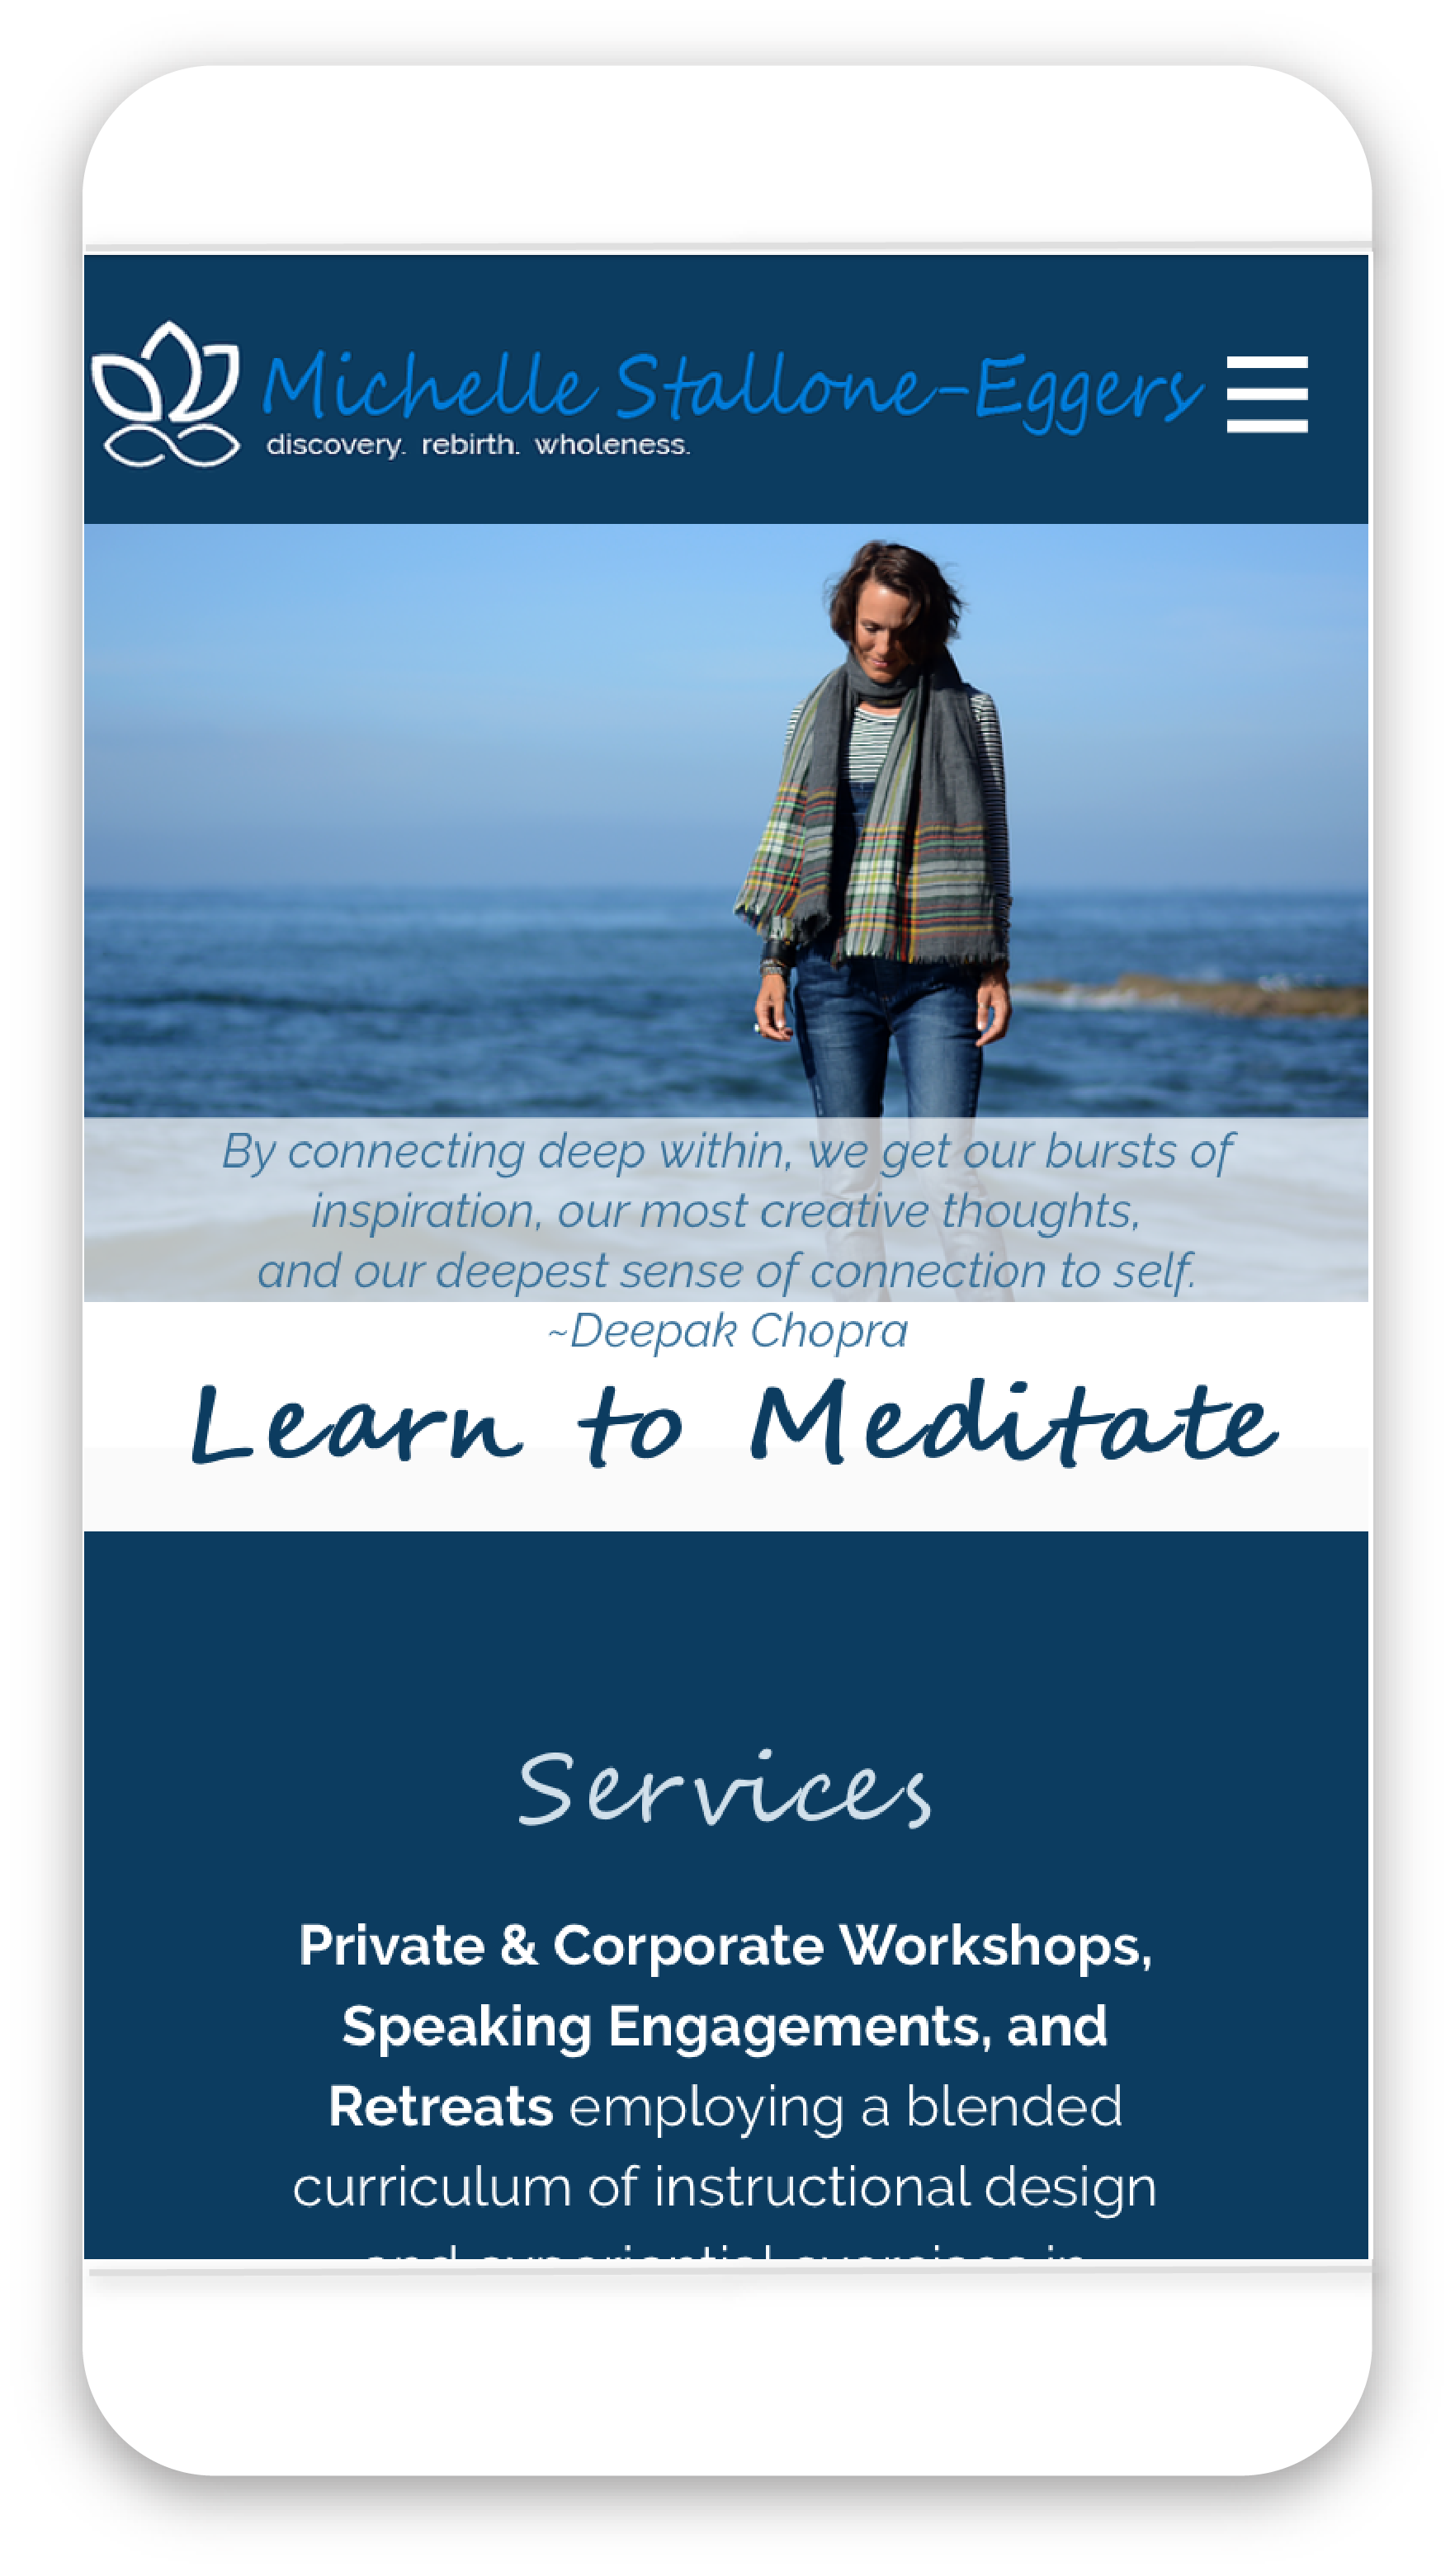 Michelle Stallone-Eggers
discovery. rebirth. wholeness.
By connecting deep within, we get our bursts of
inspiration, our most creative thoughts,
and our deepest sense of connection to self.
~Deepak Chopra
Learn to Meditate
Services
Private & Corporate Workshops,
Speaking Engagements, and
Retreats employing a blended
curriculum of instructional design